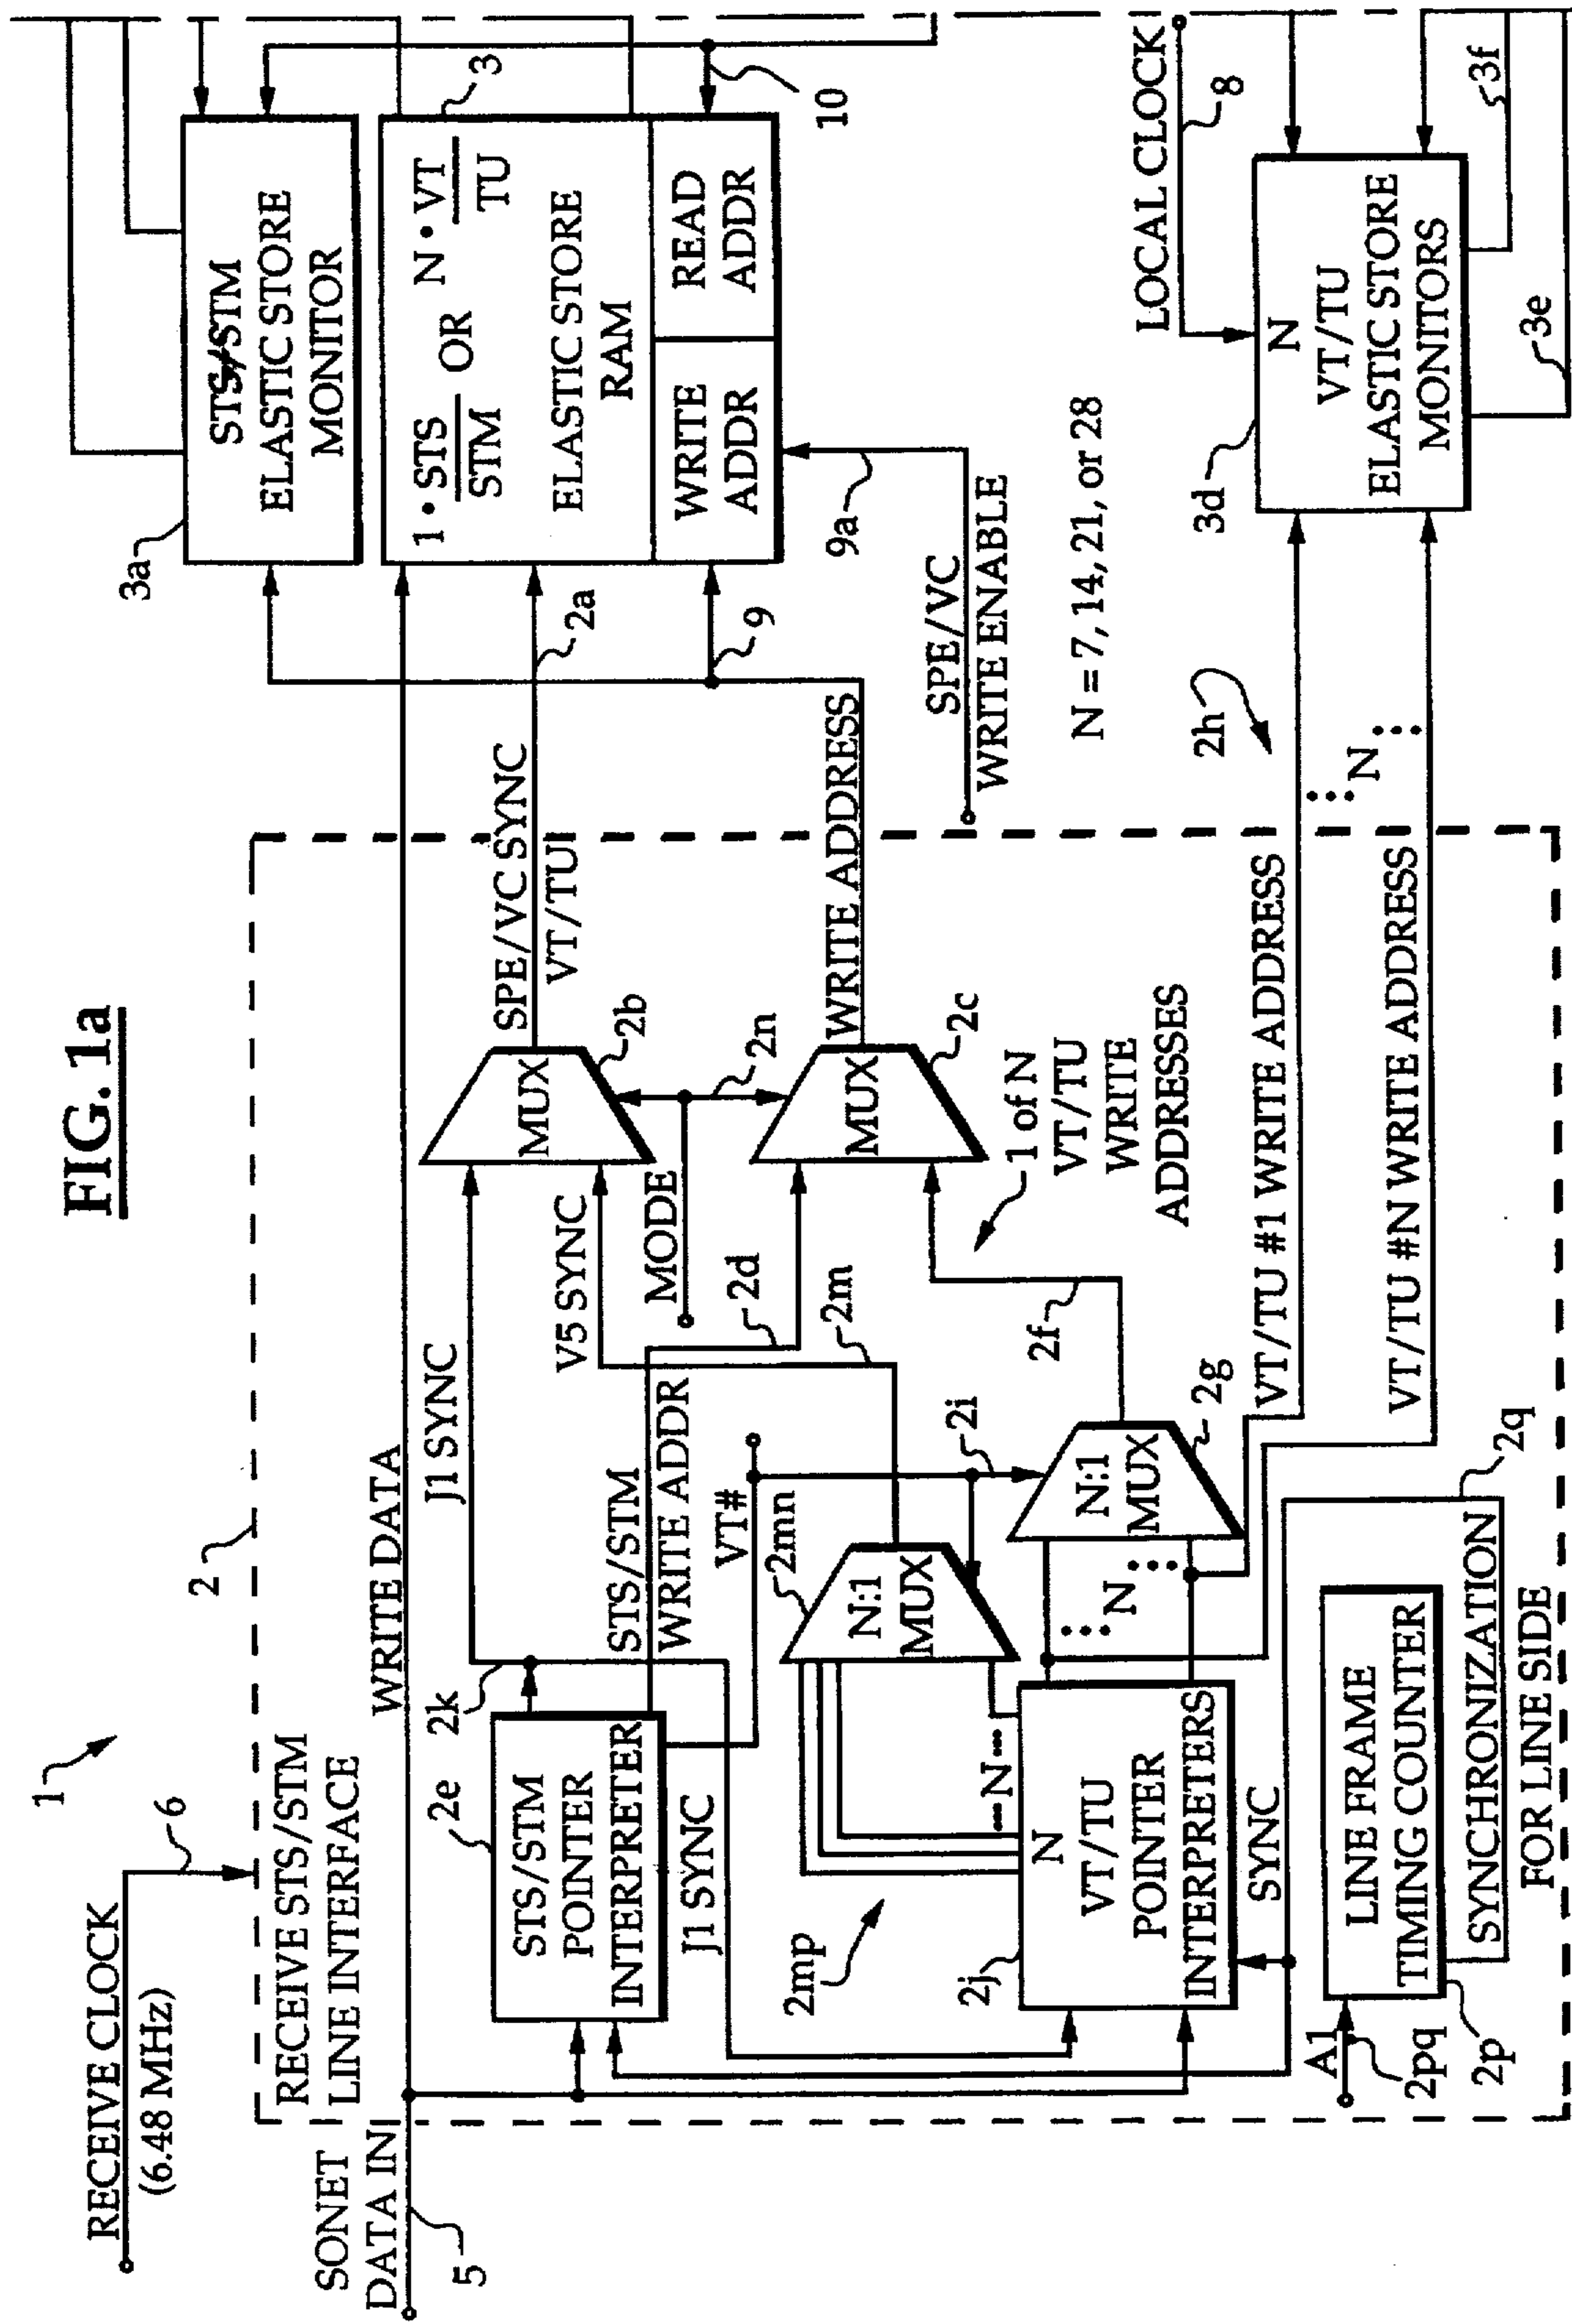 FIG. 1a
1
RECEIVE CLOCK
(6.48 MHz)
6
2
RECEIVE STS/STM
LINE INTERFACE
SONET
DATA IN
5
WRITE DATA
2k
J1 SYNC
2e
STS/STM
POINTER
INTERPRETER
STS/STM
WRITE ADDR
J1 SYNC
VT#
V5 SYNC
MODE
2d
2m
MUX
2b
2n
MUX
2c
SPE/VC SYNC
VT/TU
WRITE ADDRESS
2mp
2mn
N:1
MUX
2i
N
2j
N
VT/TU
POINTER
INTERPRETERS
N
N:1
MUX
2g
2f
1 of N
VT/TU
WRITE
ADDRESSES
SYNC
A1
2pq
2p
LINE FRAME
TIMING COUNTER
SYNCHRONIZATION
FOR LINE SIDE
2q
VT/TU #1 WRITE ADDRESS
VT/TU #N WRITE ADDRESS
2h
N
3a
STS/STM
ELASTIC STORE
MONITOR
2a
1 • STS
STM
OR
N • VT
TU
3
ELASTIC STORE
RAM
WRITE
ADDR
READ
ADDR
9
9a
10
SPE/VC
WRITE ENABLE
N = 7, 14, 21, or 28
LOCAL CLOCK
8
3d
N
VT/TU
ELASTIC STORE
MONITORS
3f
3e